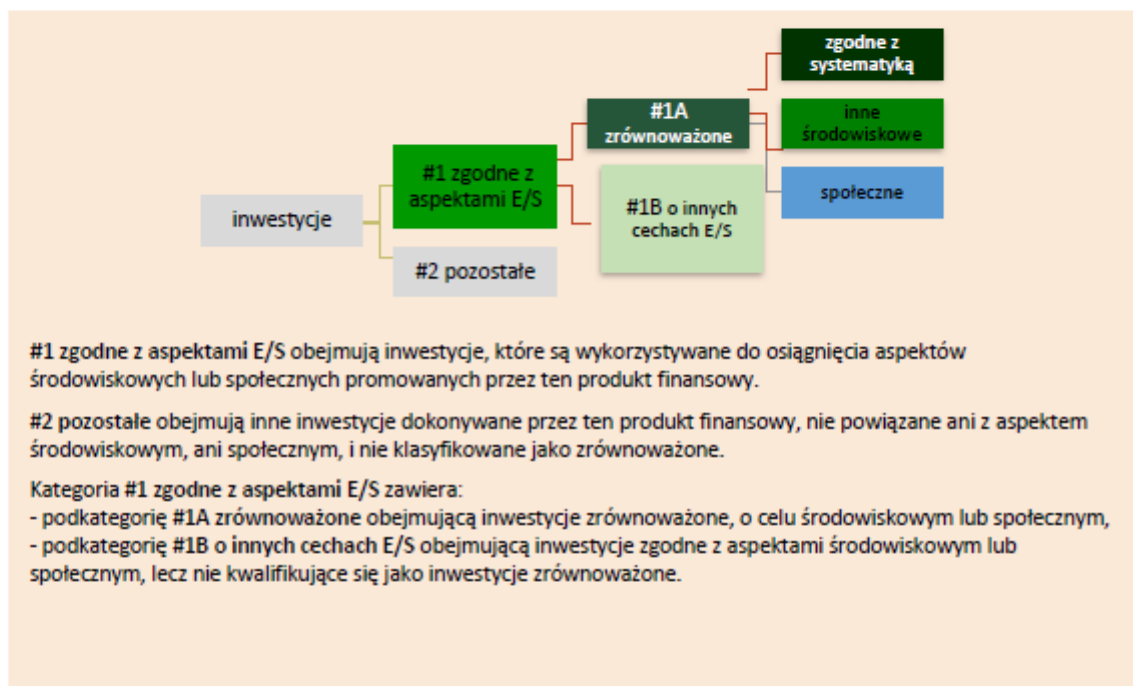 zgodne z
systematyką
#1A
zrównoważone
inne
środowiskowe
#1 zgodne z
aspektami E/S
społeczne
#1B o innych
cechach E/S
inwestycje
#2 pozostałe
#1 zgodne z aspektami E/S obejmują inwestycje, które są wykorzystywane do osiągnięcia aspektów
środowiskowych lub społecznych promowanych przez ten produkt finansowy.
#2 pozostałe obejmują inne inwestycje dokonywane przez ten produkt finansowy, nie powiązane ani z aspektem
środowiskowym, ani społecznym, i nie klasyfikowane jako zrównoważone.
Kategoria #1 zgodne z aspektami E/S zawiera:
- podkategorię #1A zrównoważone obejmującą inwestycje zrównoważone, o celu środowiskowym lub społecznym,
- podkategorię #1B o innych cechach E/S obejmującą inwestycje zgodne z aspektami środowiskowym lub
społecznym, lecz nie kwalifikujące się jako inwestycje zrównoważone.